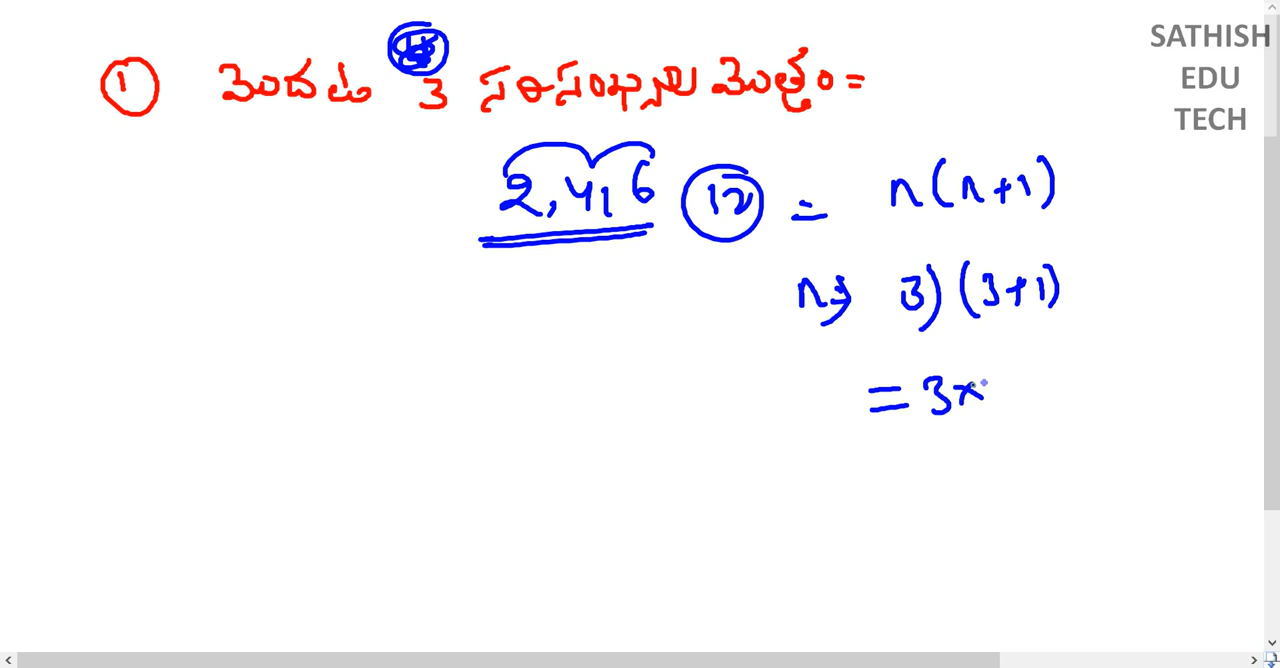 ① మొదటి 3 సరిసంఖ్యల మొత్తం =
2, 4, 6 12 = n(n+1)
n⇒ 3)(3+1)
= 3×
SATHISH
EDU
TECH